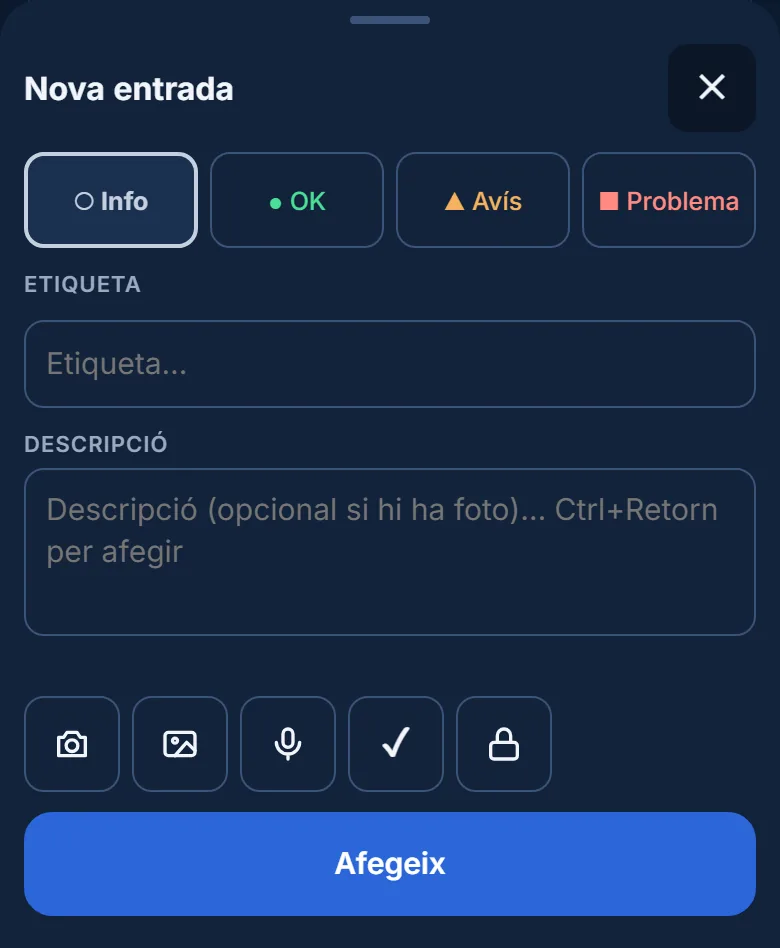 Nova entrada
Info
OK
Avís
Problema
ETIQUETA
Etiqueta...
DESCRIPCIÓ
Descripció (opcional si hi ha foto)... Ctrl+Retorn
per afegir
Afegeix